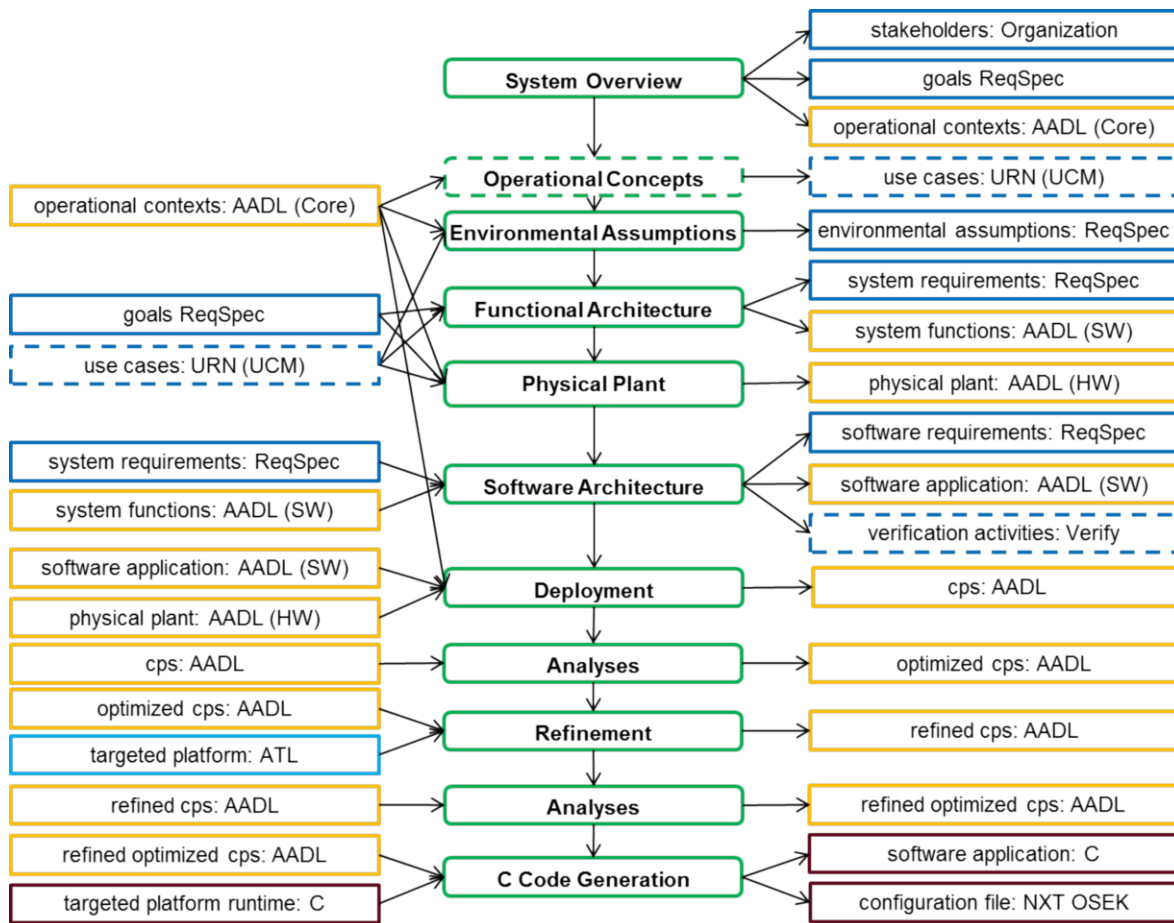 stakeholders: Organization
System Overview
goals ReqSpec
operational contexts: AADL (Core)
Operational Concepts
use cases: URN (UCM)
operational contexts: AADL (Core)
Environmental Assumptions
environmental assumptions: ReqSpec
system requirements: ReqSpec
goals ReqSpec
Functional Architecture
system functions: AADL (SW)
use cases: URN (UCM)
Physical Plant
physical plant: AADL (HW)
software requirements: ReqSpec
system requirements: ReqSpec
Software Architecture
software application: AADL (SW)
system functions: AADL (SW)
verification activities: Verify
software application: AADL (SW)
Deployment
cps: AADL
physical plant: AADL (HW)
cps: AADL
Analyses
optimized cps: AADL
optimized cps: AADL
Refinement
refined cps: AADL
targeted platform: ATL
refined cps: AADL
Analyses
refined optimized cps: AADL
refined optimized cps: AADL
software application: C
C Code Generation
targeted platform runtime: C
configuration file: NXT OSEK